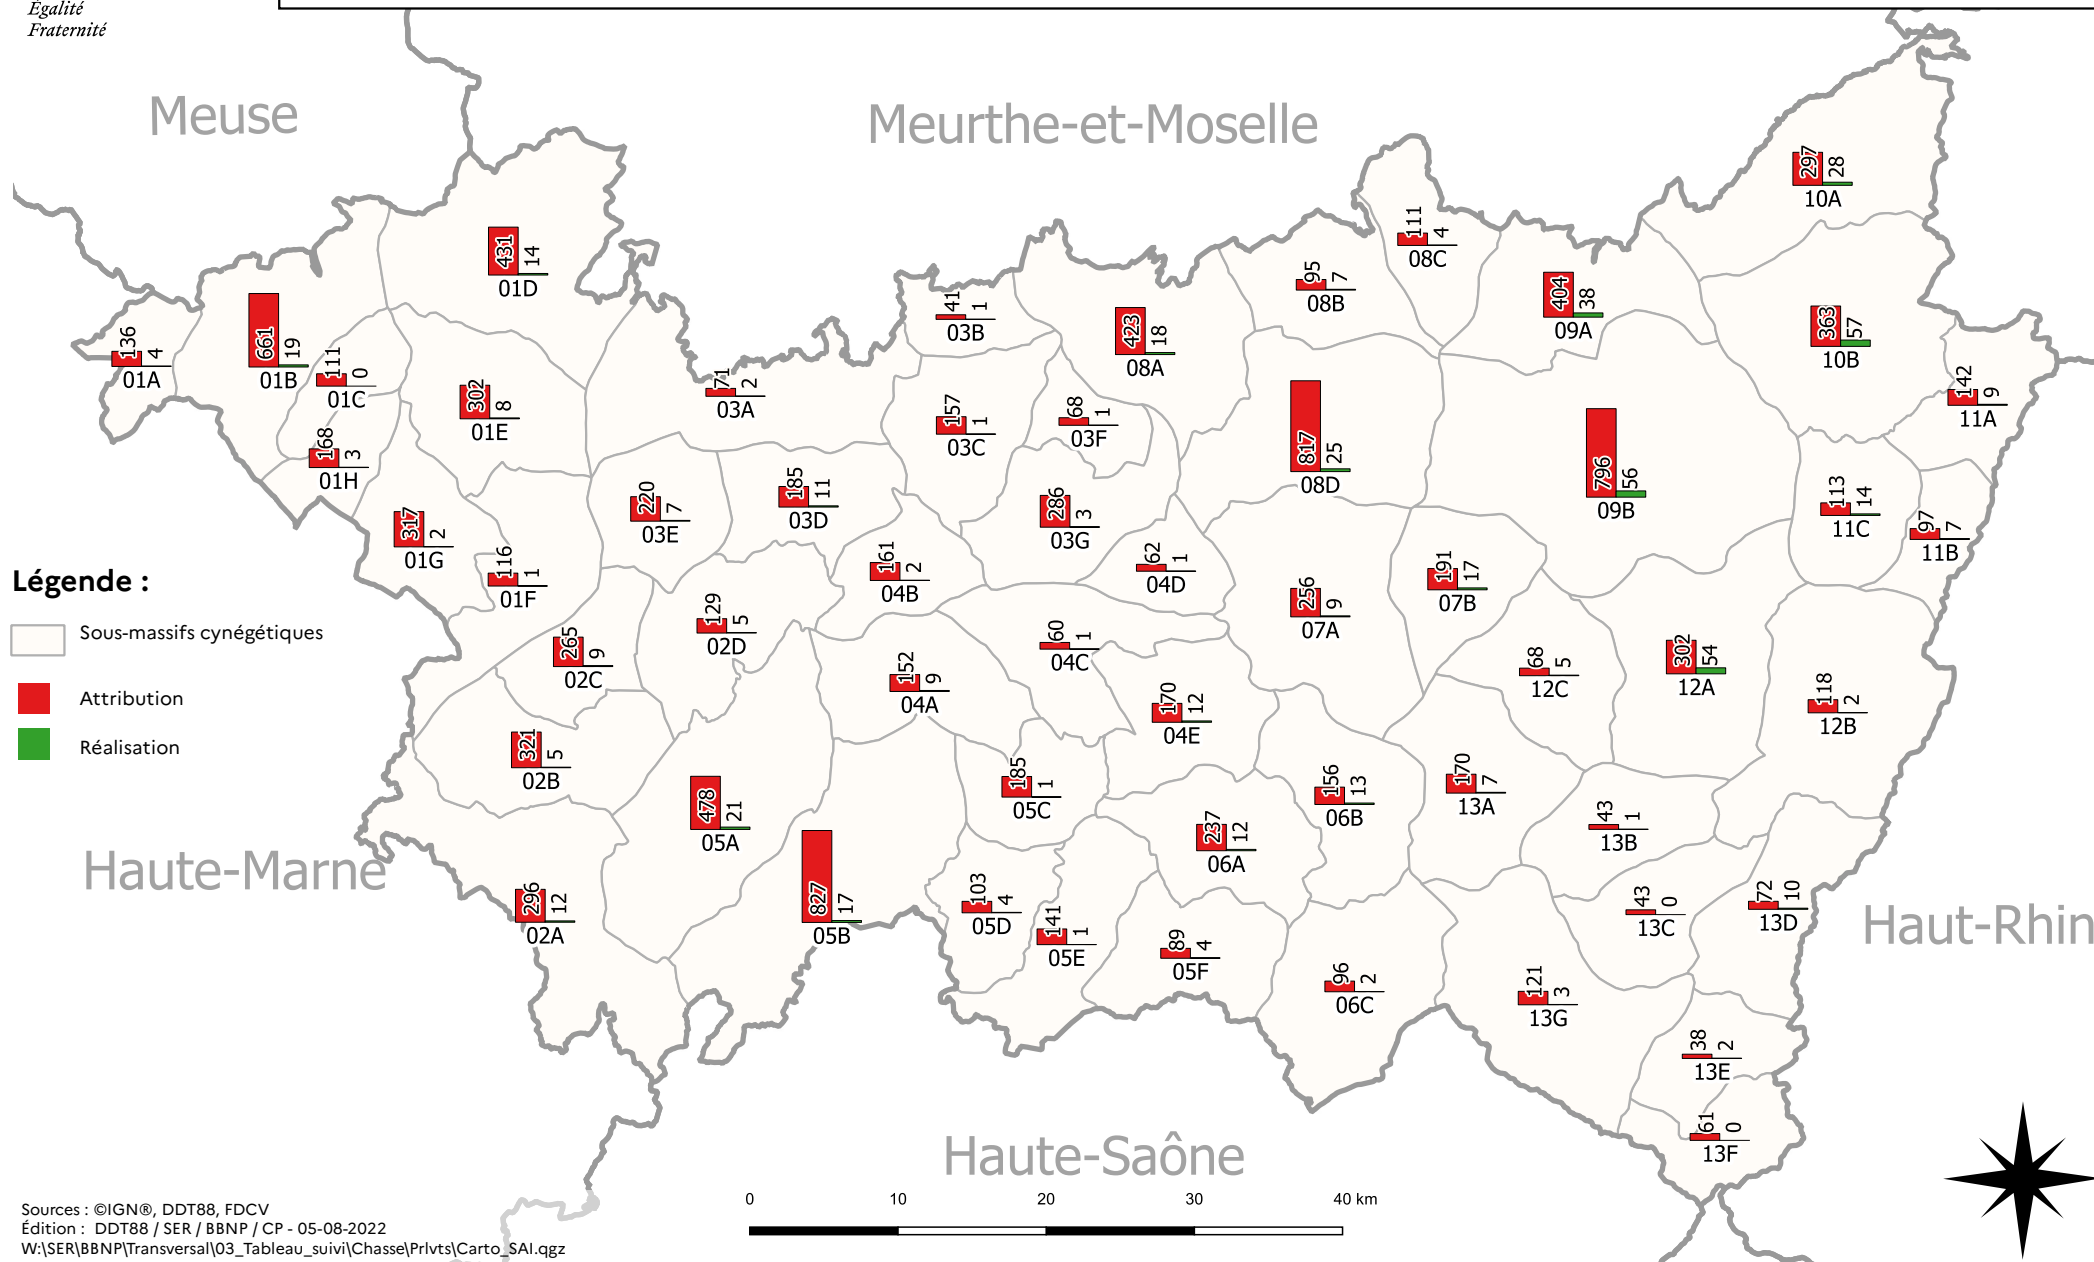 Égalité
Fraternité
Meuse
Meurthe-et-Moselle
297 28
10A
111 4
08C
431 14
01D
95 7
08B
404 38
09A
41 1
03B
423 18
08A
363 57
10B
136 4
01A
661 19
01B
111 0
01C
302 8
01E
71 2
03A
142 9
11A
157 1
03C
68 1
03F
817 25
08D
796 56
09B
168 3
01H
220 7
03E
185 11
03D
286 3
03G
113 14
11C
97 7
11B
317 2
01G
116 1
01F
161 2
04B
62 1
04D
191 17
07B
256 9
07A
Légende :
Sous-massifs cynégétiques
Attribution
Réalisation
265 9
02C
129 5
02D
60 1
04C
152 9
04A
68 5
12C
302 54
12A
118 2
12B
170 12
04E
321 5
02B
478 21
05A
185 1
05C
156 13
06B
170 7
13A
43 1
13B
237 12
06A
Haute-Marne
296 12
02A
827 17
05B
103 4
05D
141 1
05E
89 4
05F
96 2
06C
43 0
13C
72 10
13D
Haut-Rhin
121 3
13G
38 2
13E
61 0
13F
Haute-Saône
0 10 20 30 40 km
Sources : ©IGN®, DDT88, FDCV
Édition : DDT88 / SER / BBNP / CP - 05-08-2022
W:\SER\BBNP\Transversal\03_Tableau_suivi\Chasse\Prlvts\Carto_SAI.qgz